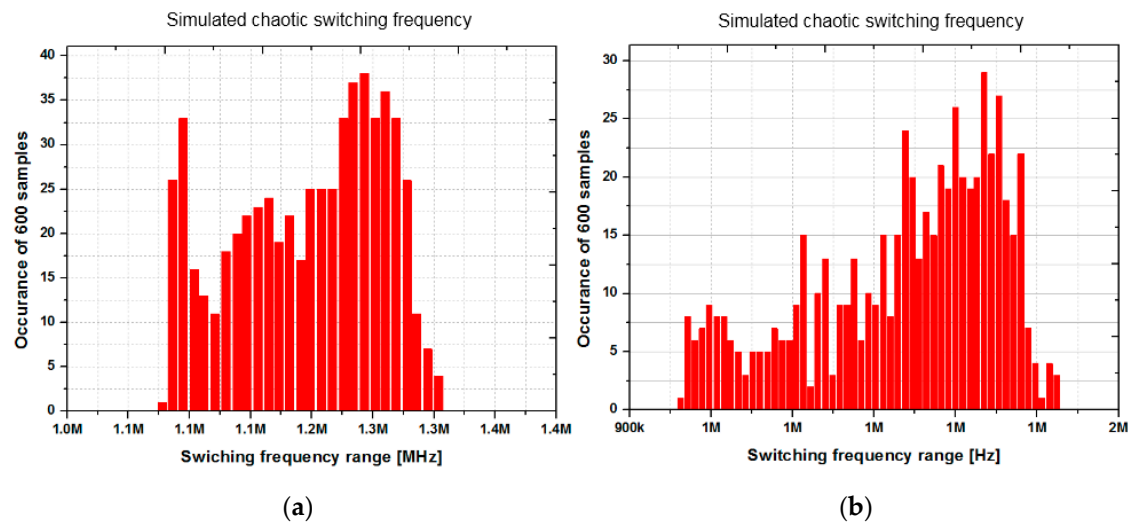 Simulated chaotic switching frequency
40
35
30
25
20
15
10
5
0
Occurance of 600 samples
1.0M 1.1M 1.1M 1.1M 1.2M 1.3M 1.3M 1.4M 1.4M
Swiching frequency range [MHz]
(a)
Simulated chaotic switching frequency
30
25
20
15
10
5
0
Occurance of 600 samples
900k 1M 1M 1M 1M 1M 2M
Switching frequency range [Hz]
(b)